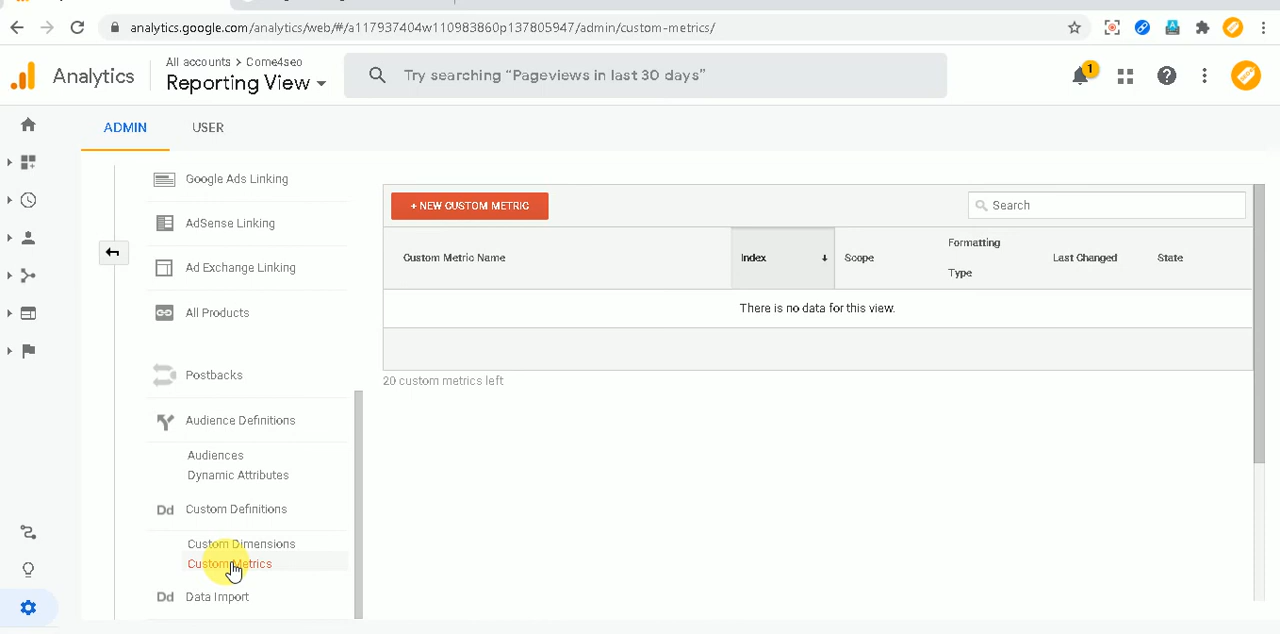 analytics.google.com/analytics/web/#/a117937404w110983860p137805947/admin/custom-metrics/
Analytics
All accounts > Come4seo
Reporting View
Try searching “Pageviews in last 30 days”
1
ADMIN
USER
Google Ads Linking
AdSense Linking
Ad Exchange Linking
All Products
Postbacks
Audience Definitions
Audiences
Dynamic Attributes
Dd Custom Definitions
Custom Dimensions
Custom Metrics
Dd Data Import
+ NEW CUSTOM METRIC
Search
Custom Metric Name
Index
Scope
Formatting
Type
Last Changed
State
There is no data for this view.
20 custom metrics left